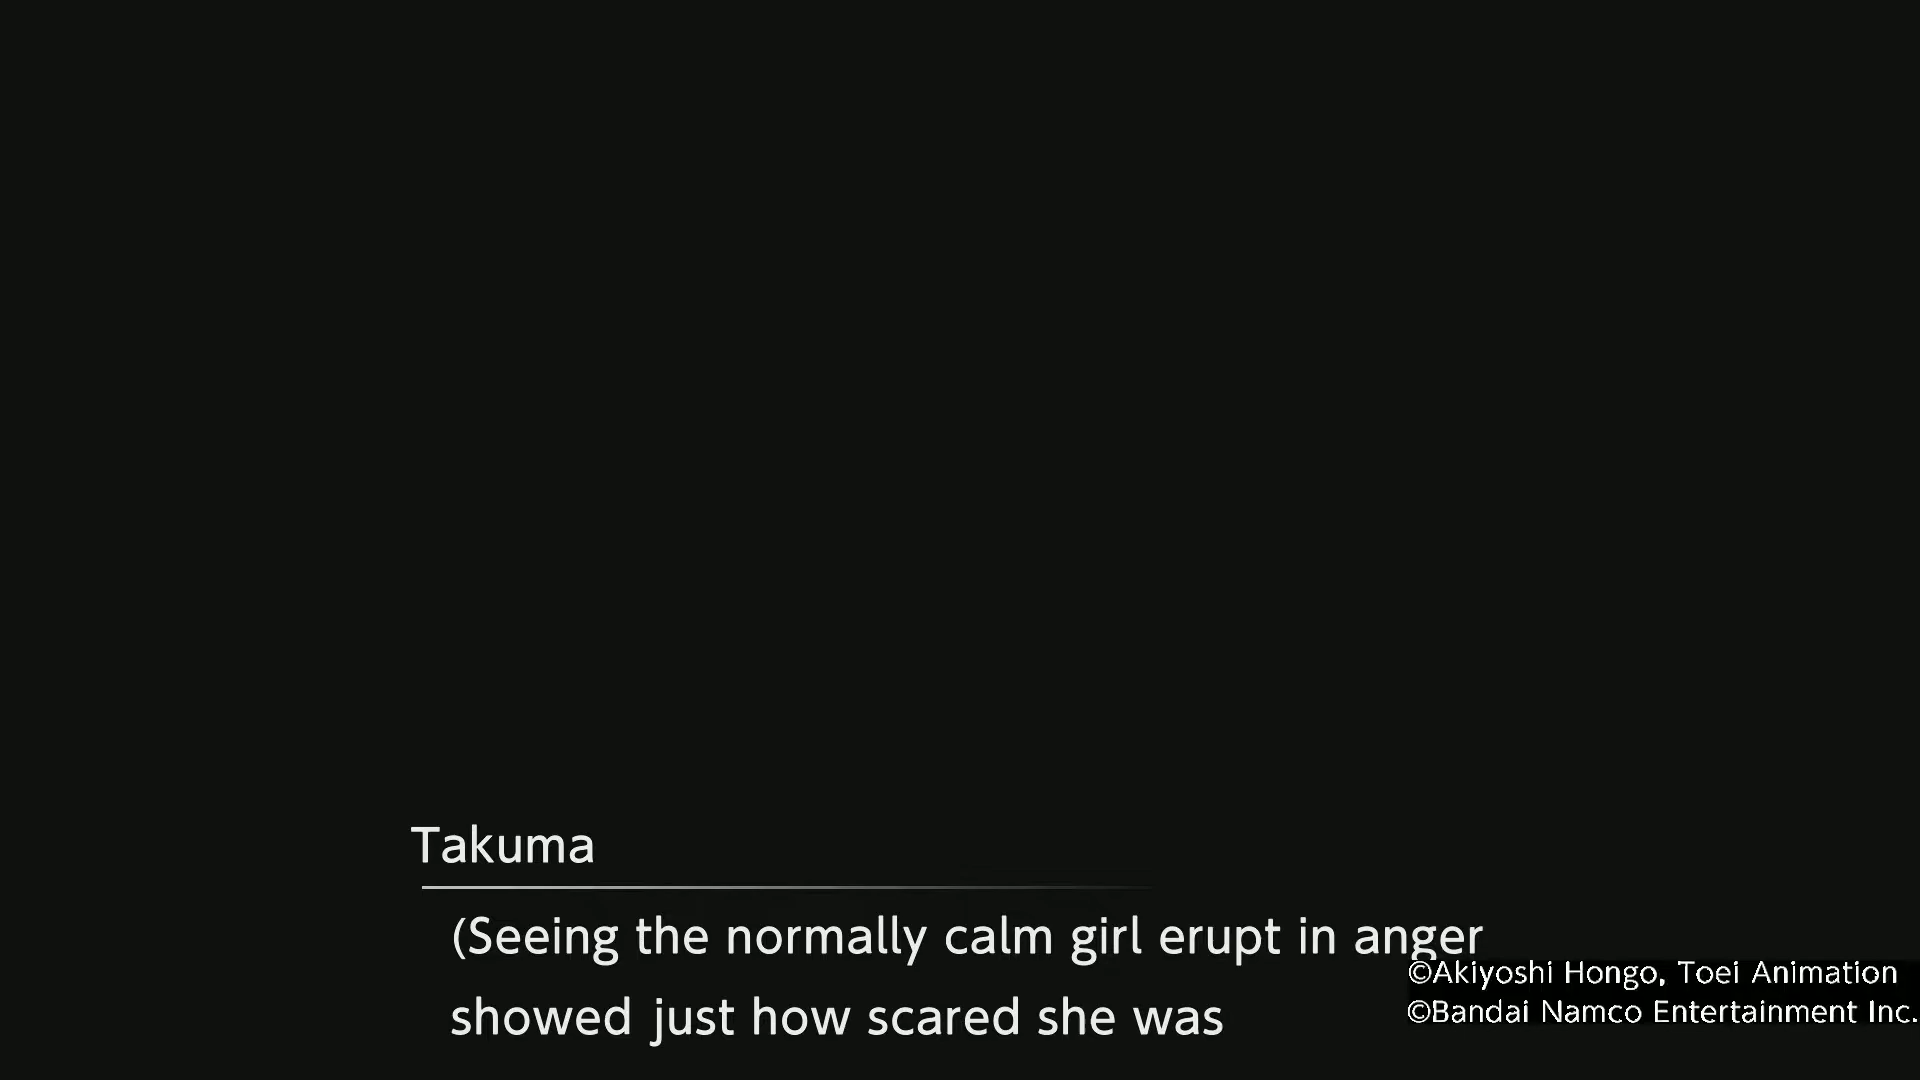 Takuma
(Seeing the normally calm girl erupt in anger
showed just how scared she was
©Akiyoshi Hongo, Toei Animation
©Bandai Namco Entertainment Inc.